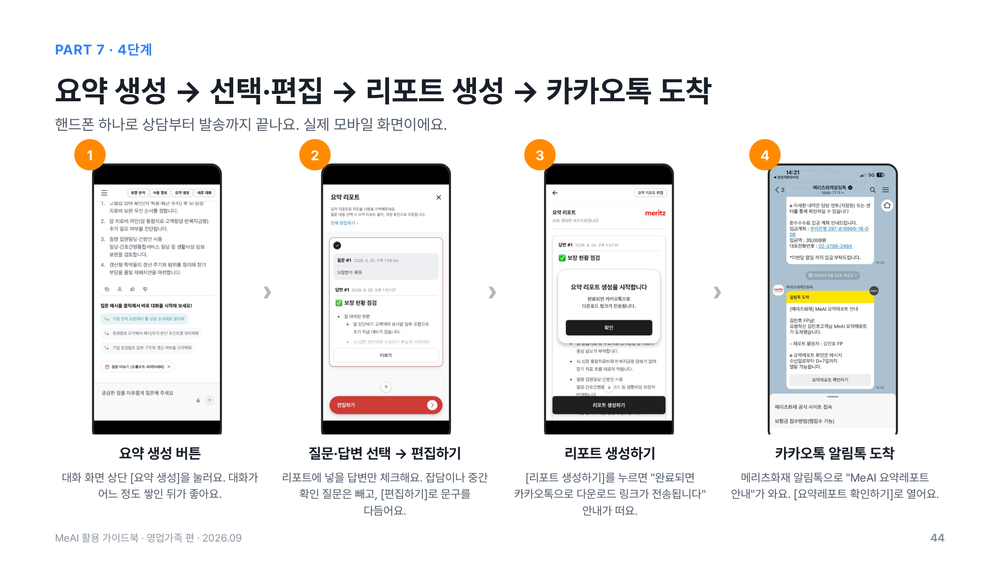 PART 7 · 4단계
요약 생성 → 선택·편집 → 리포트 생성 → 카카오톡 도착
핸드폰 하나로 상담부터 발송까지 끝나요. 실제 모바일 화면이에요.
1
보장 분석 사용 정보 요약 생성 새로 대화
1. 고혈압 상태 확인(약 복용·최근 수치) 후 뇌·심장
치료비 보완 우선 순서를 정합니다.
2. 암 치료비 라인(암 통합치료·고액항암·반복지급형)
추가 필요 여부를 진단합니다.
3. 질병 입원일당·간병인 사용
일당·간호간병통합서비스 일당 등 생활비성 담보
보완을 검토합니다.
4. 갱신형 특약들의 갱신 주기와 범위를 정리해 장기
부담을 줄일 재배치안을 마련합니다.
질문 예시를 클릭해서 바로 대화를 시작해 보세요!
가장 먼저 보완해야 할 보장 순서대로 알려줘
증권별로 요약해서 해지/유지 판단 포인트를 정리해줘
가입 증권별로 담보 구조와 갱신 여부를 요약해줘
질문 더보기 (프롬프트 라이브러리)
궁금한 점을 자유롭게 질문해 주세요
요약 생성 버튼
대화 화면 상단 [요약 생성]을 눌러요. 대화가
어느 정도 쌓인 뒤가 좋아요.
2
요약 리포트
요약 리포트로 편집할 내용을 선택해주세요.
질문 내용 선택 시 요약 리포트 출력, 저장 화면으로 이동합니다.
전체 편집하기 ›
질문 #1 2026. 6. 25. 오후 1:56:54
보장분석 해줘
답변 #1 2026. 6. 25. 오후 1:57:07
✅ 보장 현황 점검
• 잘 대비된 부분
• 암 진단비가 고액이며 유사암 일부 포함으로
초기 자금 대비가 있습니다.
• 뇌·심장 진단비와 수술비가 폭넓게 구성되어
더보기
편집하기
질문·답변 선택 → 편집하기
리포트에 넣을 답변만 체크해요. 잡담이나 중간
확인 질문은 빼고, [편집하기]로 문구를
다듬어요.
3
요약 리포트 편집
요약 리포트
meritz
AI로 생성된 보조자료입니다
답변 #1 2026. 6. 25. 오후 1:57:07
✅ 보장 현황 점검
요약 리포트 생성을 시작합니다
완료되면 카카오톡으로
다운로드 링크가 전송됩니다.
확인
중심 담보가 부재합니다.
• 뇌·심장 통합치료비와 반복지급형 담보가 없어
장기 치료 흐름 대응이 약합니다.
• 질병 입원일당·간병인 사용
일당·간호간병통 비스 등 생활비성 보장이
빈약합니다.
리포트 생성하기
리포트 생성하기
[리포트 생성하기]를 누르면 "완료되면
카카오톡으로 다운로드 링크가 전송됩니다"
안내가 떠요.
4
14:21 5G 73
◀ 영업지원모바일
2 메리츠화재알림톡
1566-7711
※ 자세한 내역은 담당 멘토(지점장) 또는 센
터를 통해 확인하실 수 있습니다
환수수수료 입금 계좌 안내드립니다.
입금계좌 : 우리은행 297-818999-18-0
08
입금액 : 39,008원
대표전화번호 : 02-3786-2464
*이번달 말일 까지 입금 부탁드립니다.
16:30
2026년 6월 25일 목요일
meritz 메리츠화재알림톡
kakao
알림톡 도착
[메리츠화재] MeAI 요약레포트 안내
김민호 FP님!
요청하신 김민호고객님 MeAI 요약레포트
가 도착했습니다.
- 레포트 발송자 : 김민호 FP
※ 요약레포트 확인은 메시지
수신일로부터 D+7일까지
열람 가능합니다.
요약레포트 확인하기
14:20
메리츠화재 공식 사이트 접속
보험금 접수방법(웹접수 가능)
카카오톡 알림톡 도착
메리츠화재 알림톡으로 "MeAI 요약레포트
안내"가 와요. [요약레포트 확인하기]로 열어요.
MeAI 활용 가이드북 · 영업가족 편 · 2026.09
44